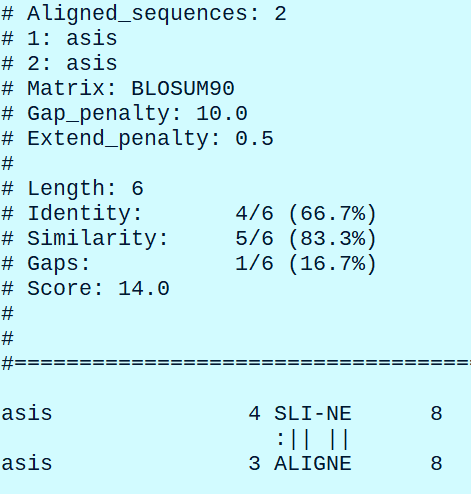 # Aligned_sequences: 2
# 1: asis
# 2: asis
# Matrix: BLOSUM90
# Gap_penalty: 10.0
# Extend_penalty: 0.5
#
# Length: 6
# Identity:       4/6 (66.7%)
# Similarity:     5/6 (83.3%)
# Gaps:           1/6 (16.7%)
# Score: 14.0
#
#
#===================================
asis               4 SLI-NE      8
                     :|| ||
asis               3 ALIGNE      8